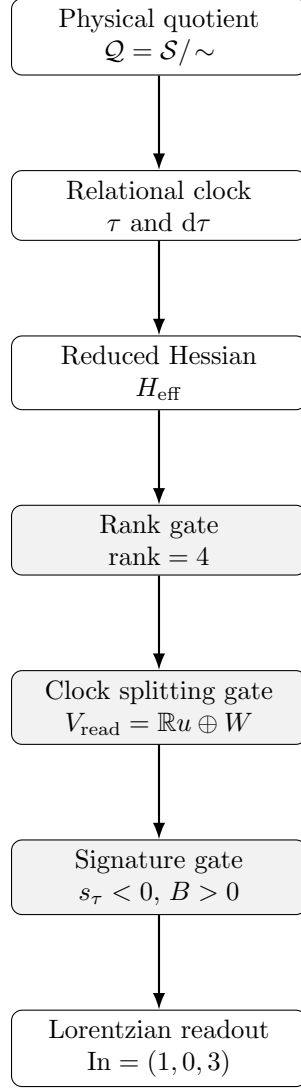 Physical quotient
𝒬 = 𝒮/∼
Relational clock
τ and dτ
Reduced Hessian
H_eff
Rank gate
rank = 4
Clock splitting gate
V_read = ℝu ⊕ W
Signature gate
s_τ < 0, B > 0
Lorentzian readout
In = (1, 0, 3)